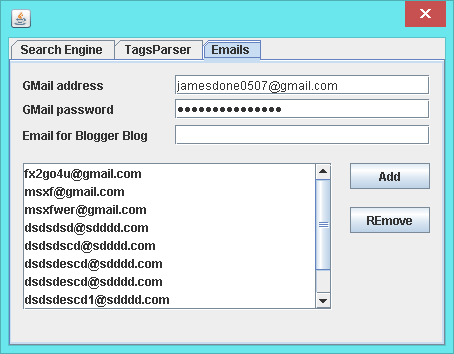 Search Engine TagsParser Emails
GMail address jamesdone0507@gmail.com
GMail password ●●●●●●●●●●●●●●●
Email for Blogger Blog
fx2go4u@gmail.com
msxf@gmail.com
msxfwer@gmail.com
dsdsdsd@sdddd.com
dsdsdscd@sdddd.com
dsdsdescd@sdddd.com
dsdsdescd@sdddd.com
dsdsdescd1@sdddd.com
Add
REmove